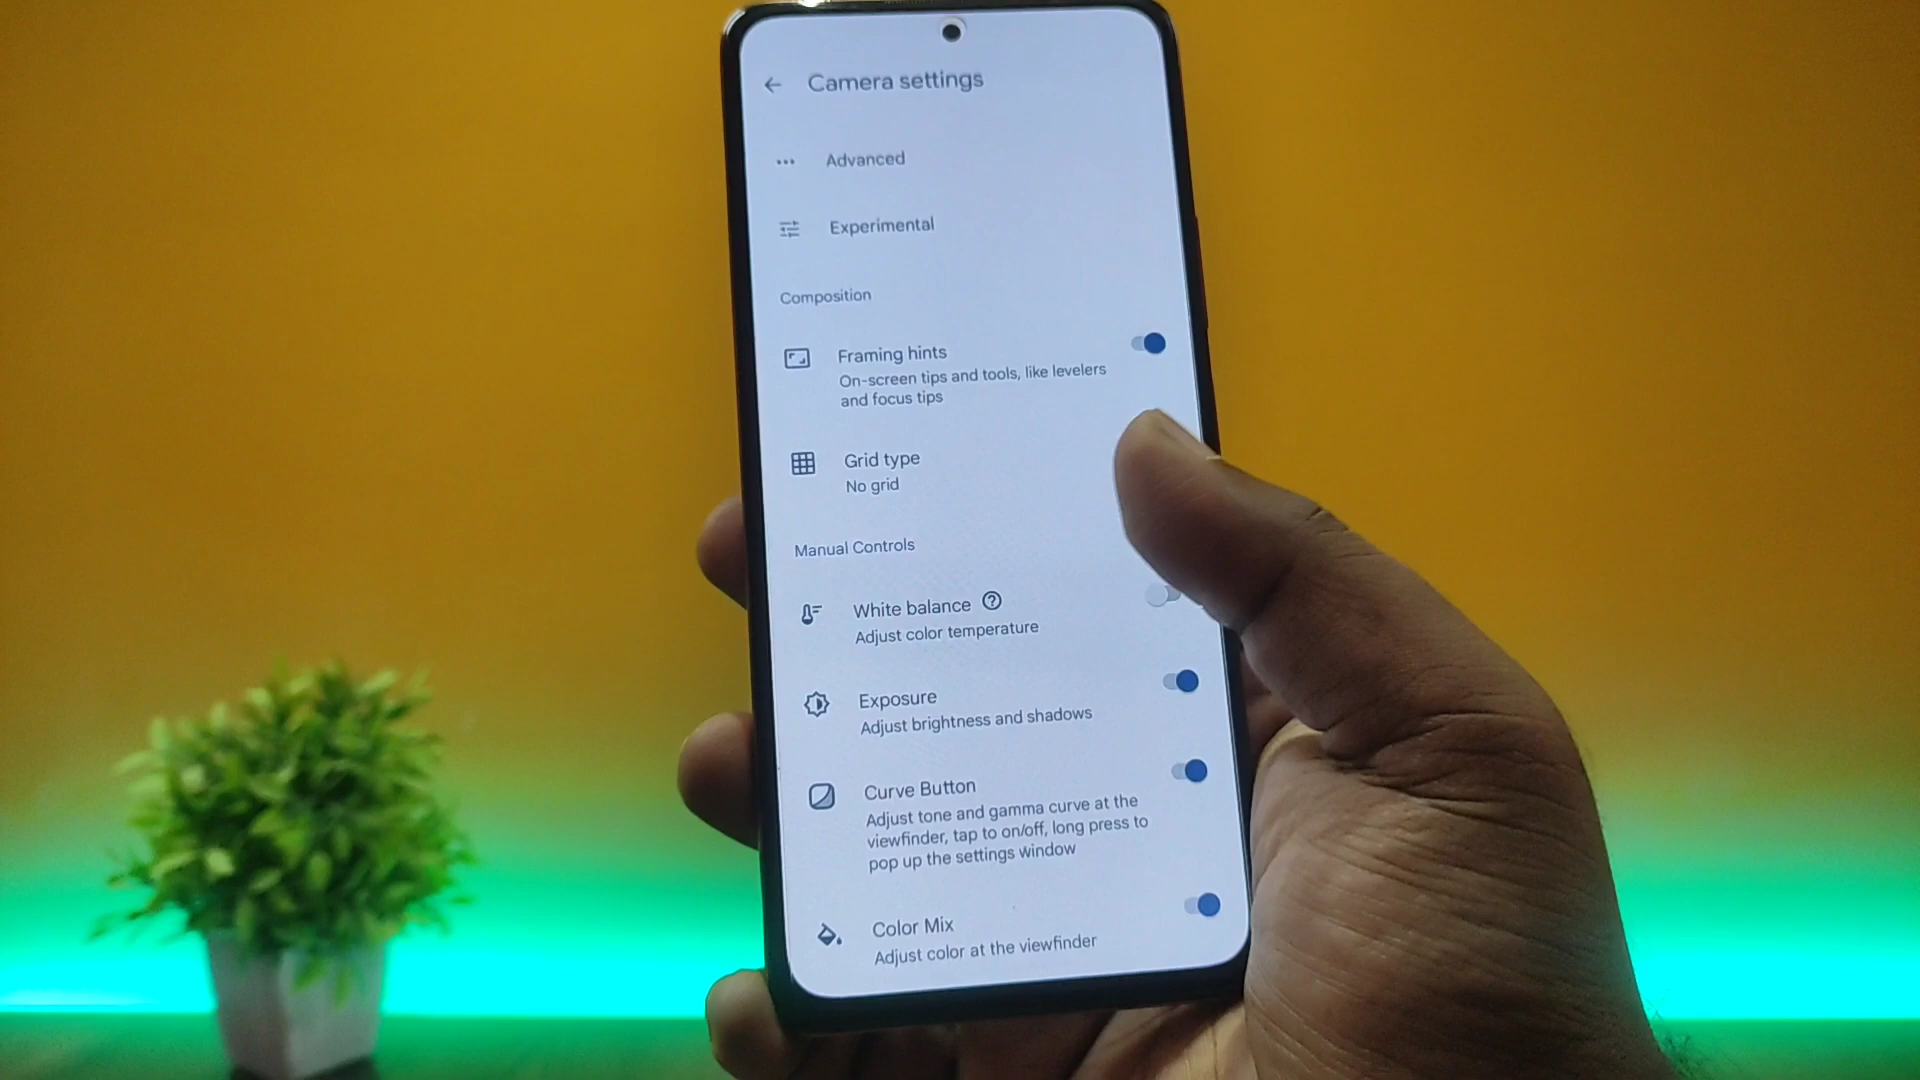 Camera settings
Advanced
Experimental
Composition
Framing hints
On-screen tips and tools, like levelers
and focus tips
Grid type
No grid
Manual Controls
White balance
Adjust color temperature
Exposure
Adjust brightness and shadows
Curve Button
Adjust tone and gamma curve at the
viewfinder, tap to on/off, long press to
pop up the settings window
Color Mix
Adjust color at the viewfinder